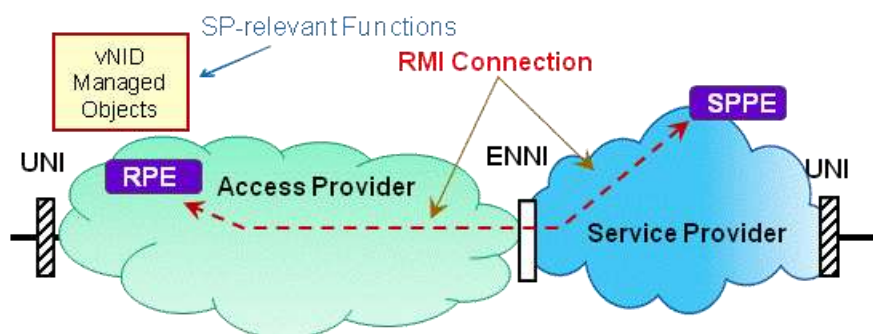 SP-relevant Functions
vNID
Managed
Objects
RMI Connection
SPPE
UNI
ENNI
UNI
RPE
Access Provider
Service Provider